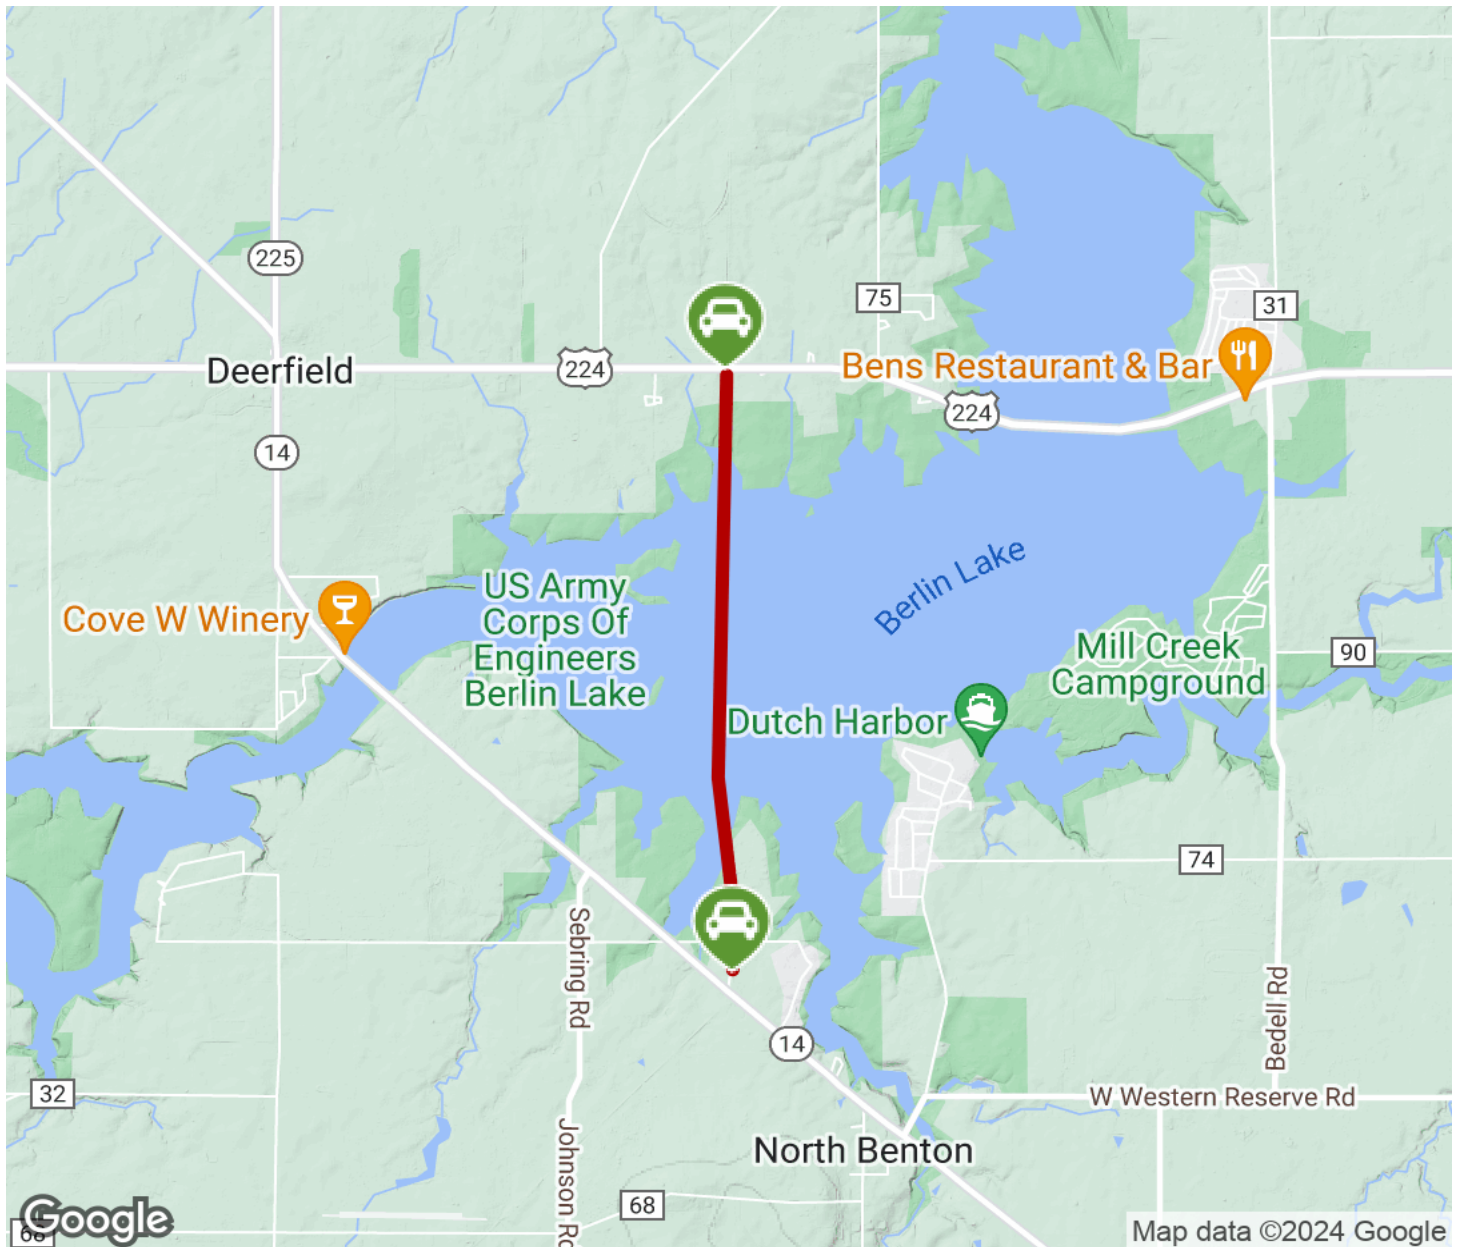 225
75
31
Deerfield
224
Bens Restaurant & Bar
224
14
Berlin Lake
US Army
Corps Of
Engineers
Berlin Lake
Cove W Winery
Mill Creek
Campground
90
Dutch Harbor
74
Sebring Rd
Bedell Rd
14
32
W Western Reserve Rd
North Benton
Johnson Rd
68
68
Google
Map data ©2024 Google